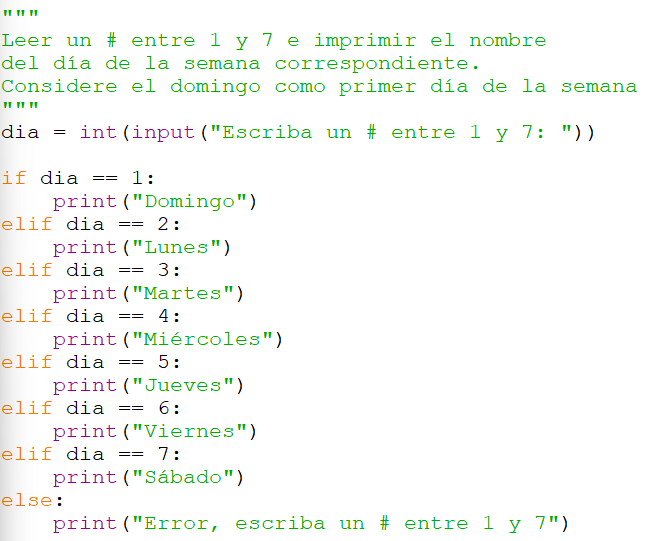 """
Leer un # entre 1 y 7 e imprimir el nombre
del día de la semana correspondiente.
Considere el domingo como primer día de la semana
"""
dia = int(input("Escriba un # entre 1 y 7: "))

if dia == 1:
    print("Domingo")
elif dia == 2:
    print("Lunes")
elif dia == 3:
    print("Martes")
elif dia == 4:
    print("Miércoles")
elif dia == 5:
    print("Jueves")
elif dia == 6:
    print("Viernes")
elif dia == 7:
    print("Sábado")
else:
    print("Error, escriba un # entre 1 y 7")